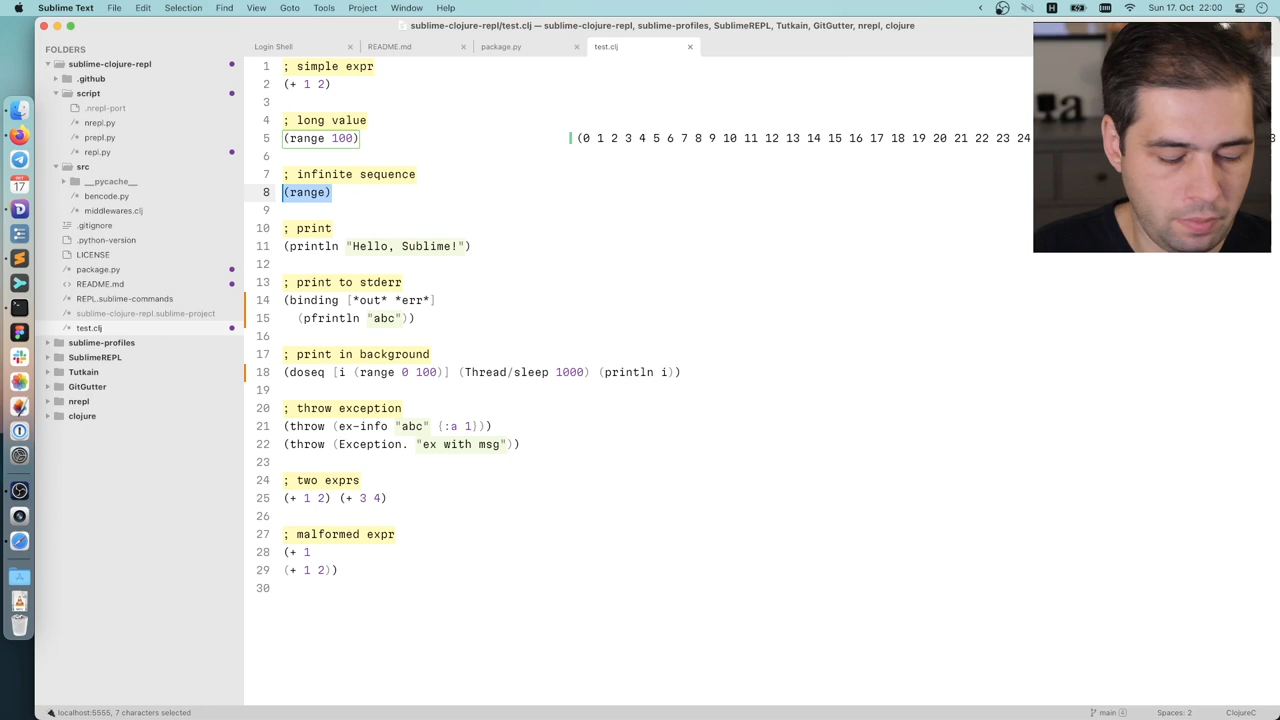 Sublime Text File Edit Selection Find View Goto Tools Project Window Help
Sun 17. Oct 22:00
sublime-clojure-repl/test.clj — sublime-clojure-repl, sublime-profiles, SublimeREPL, Tutkain, GitGutter, nrepl, clojure
Login Shell
README.md
package.py
test.clj
FOLDERS
sublime-clojure-repl
.github
script
.nrepl-port
nrepl.py
prepl.py
repl.py
src
__pycache__
bencode.py
middlewares.clj
.gitignore
.python-version
LICENSE
package.py
README.md
REPL.sublime-commands
sublime-clojure-repl.sublime-project
test.clj
sublime-profiles
SublimeREPL
Tutkain
GitGutter
nrepl
clojure
1 ; simple expr
2 (+ 1 2)
3
4 ; long value
5 (range 100) (0 1 2 3 4 5 6 7 8 9 10 11 12 13 14 15 16 17 18 19 20 21 22 23 24
6
7 ; infinite sequence
8 (range)
9
10 ; print
11 (println "Hello, Sublime!")
12
13 ; print to stderr
14 (binding [*out* *err*]
15 (pfrintln "abc"))
16
17 ; print in background
18 (doseq [i (range 0 100)] (Thread/sleep 1000) (println i))
19
20 ; throw exception
21 (throw (ex-info "abc" {:a 1}))
22 (throw (Exception. "ex with msg"))
23
24 ; two exprs
25 (+ 1 2) (+ 3 4)
26
27 ; malformed expr
28 (+ 1
29 (+ 1 2))
30
OCT
17
localhost:5555, 7 characters selected
main 4
Spaces: 2
ClojureC